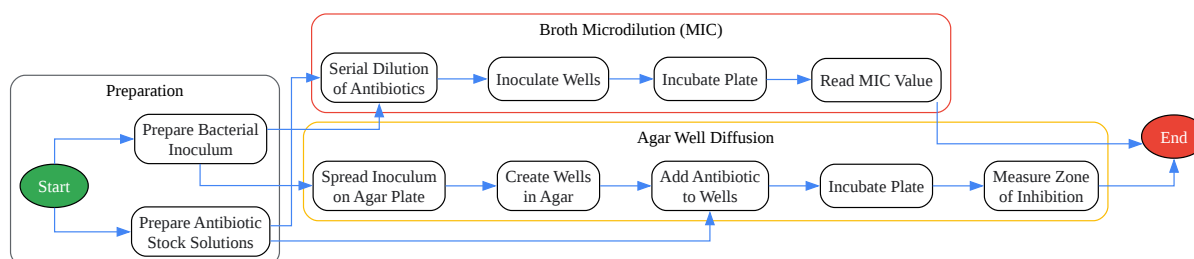 Broth Microdilution (MIC)
Serial Dilution
of Antibiotics
Inoculate Wells
Incubate Plate
Read MIC Value
Preparation
Prepare Bacterial
Inoculum
Start
Prepare Antibiotic
Stock Solutions
Agar Well Diffusion
Spread Inoculum
on Agar Plate
Create Wells
in Agar
Add Antibiotic
to Wells
Incubate Plate
Measure Zone
of Inhibition
End